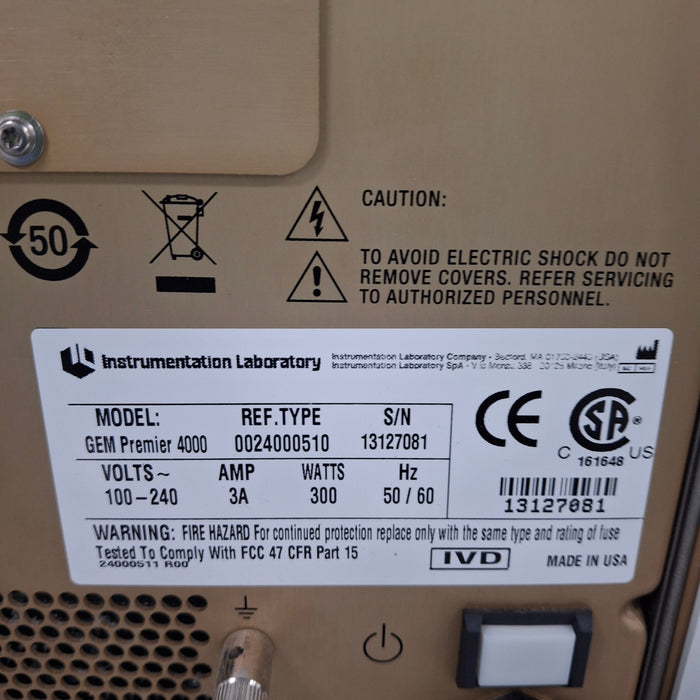 50
CAUTION:
TO AVOID ELECTRIC SHOCK DO NOT
REMOVE COVERS. REFER SERVICING
TO AUTHORIZED PERSONNEL.
Instrumentation Laboratory
Instrumentation Laboratory Company - Bedford, MA (USA)
Instrumentation Laboratory SpA - Milano (Italy)
MODEL: REF.TYPE S/N
GEM Premier 4000 0024000510 13127081
VOLTS~ AMP WATTS Hz
100-240 3A 300 50/60
CE
CSA ®
C 161648 US
13127081
WARNING: FIRE HAZARD For continued protection replace only with the same type and rating of fuse
Tested To Comply With FCC 47 CFR Part 15
24000511 R00
IVD
MADE IN USA